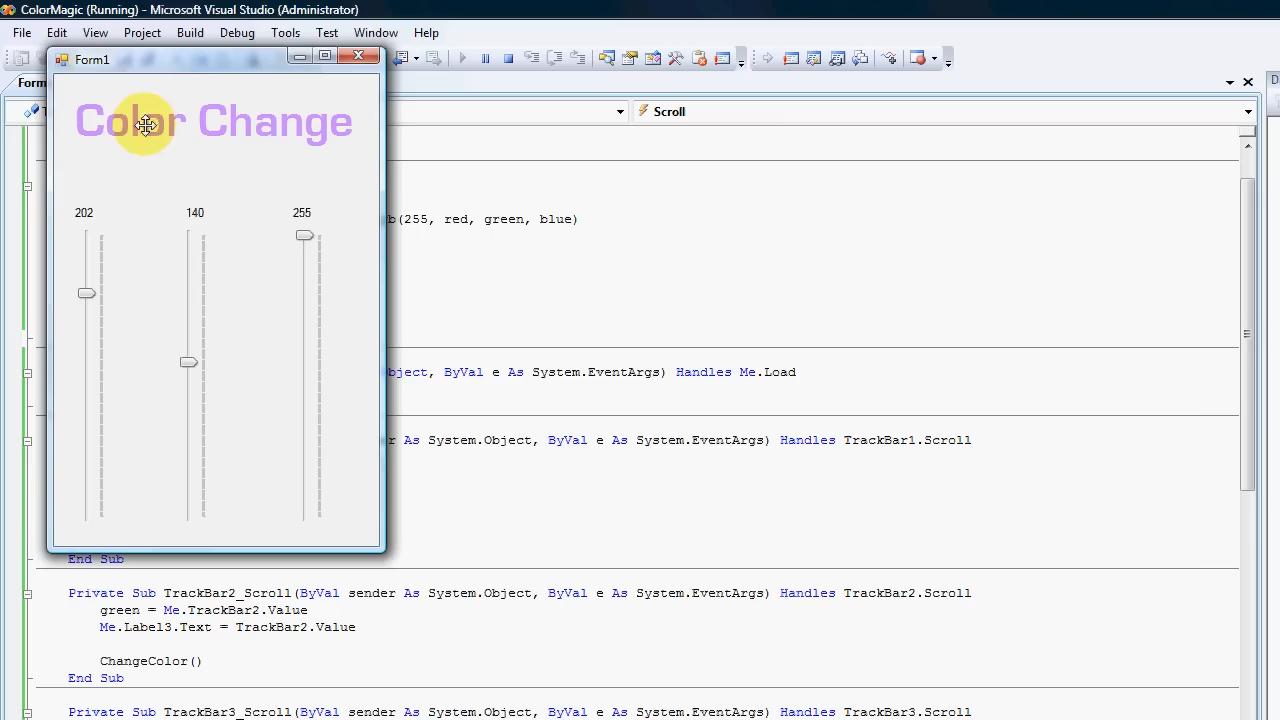 ColorMagic (Running) - Microsoft Visual Studio (Administrator)
File Edit View Project Build Debug Tools Test Window Help
Form1
Form
Scroll
Color Change
202 140 255
b(255, red, green, blue)
bject, ByVal e As System.EventArgs) Handles Me.Load
r As System.Object, ByVal e As System.EventArgs) Handles TrackBar1.Scroll
End Sub
Private Sub TrackBar2_Scroll(ByVal sender As System.Object, ByVal e As System.EventArgs) Handles TrackBar2.Scroll
green = Me.TrackBar2.Value
Me.Label3.Text = TrackBar2.Value
ChangeColor()
End Sub
Private Sub TrackBar3_Scroll(ByVal sender As System.Object, ByVal e As System.EventArgs) Handles TrackBar3.Scroll